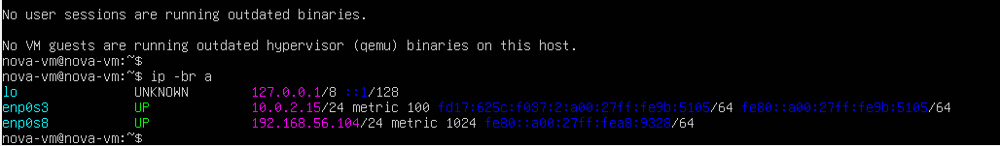 No user sessions are running outdated binaries.
No VM guests are running outdated hypervisor (qemu) binaries on this host.
nova-vm@nova-vm:~$
nova-vm@nova-vm:~$ ip -br a
lo UNKNOWN 127.0.0.1/8 ::1/128
enp0s3 UP 10.0.2.15/24 metric 100 fd17:625c:f037:2:a00:27ff:fe9b:5105/64 fe80::a00:27ff:fe9b:5105/64
enp0s8 UP 192.168.56.104/24 metric 1024 fe80::a00:27ff:fea8:9328/64
nova-vm@nova-vm:~$